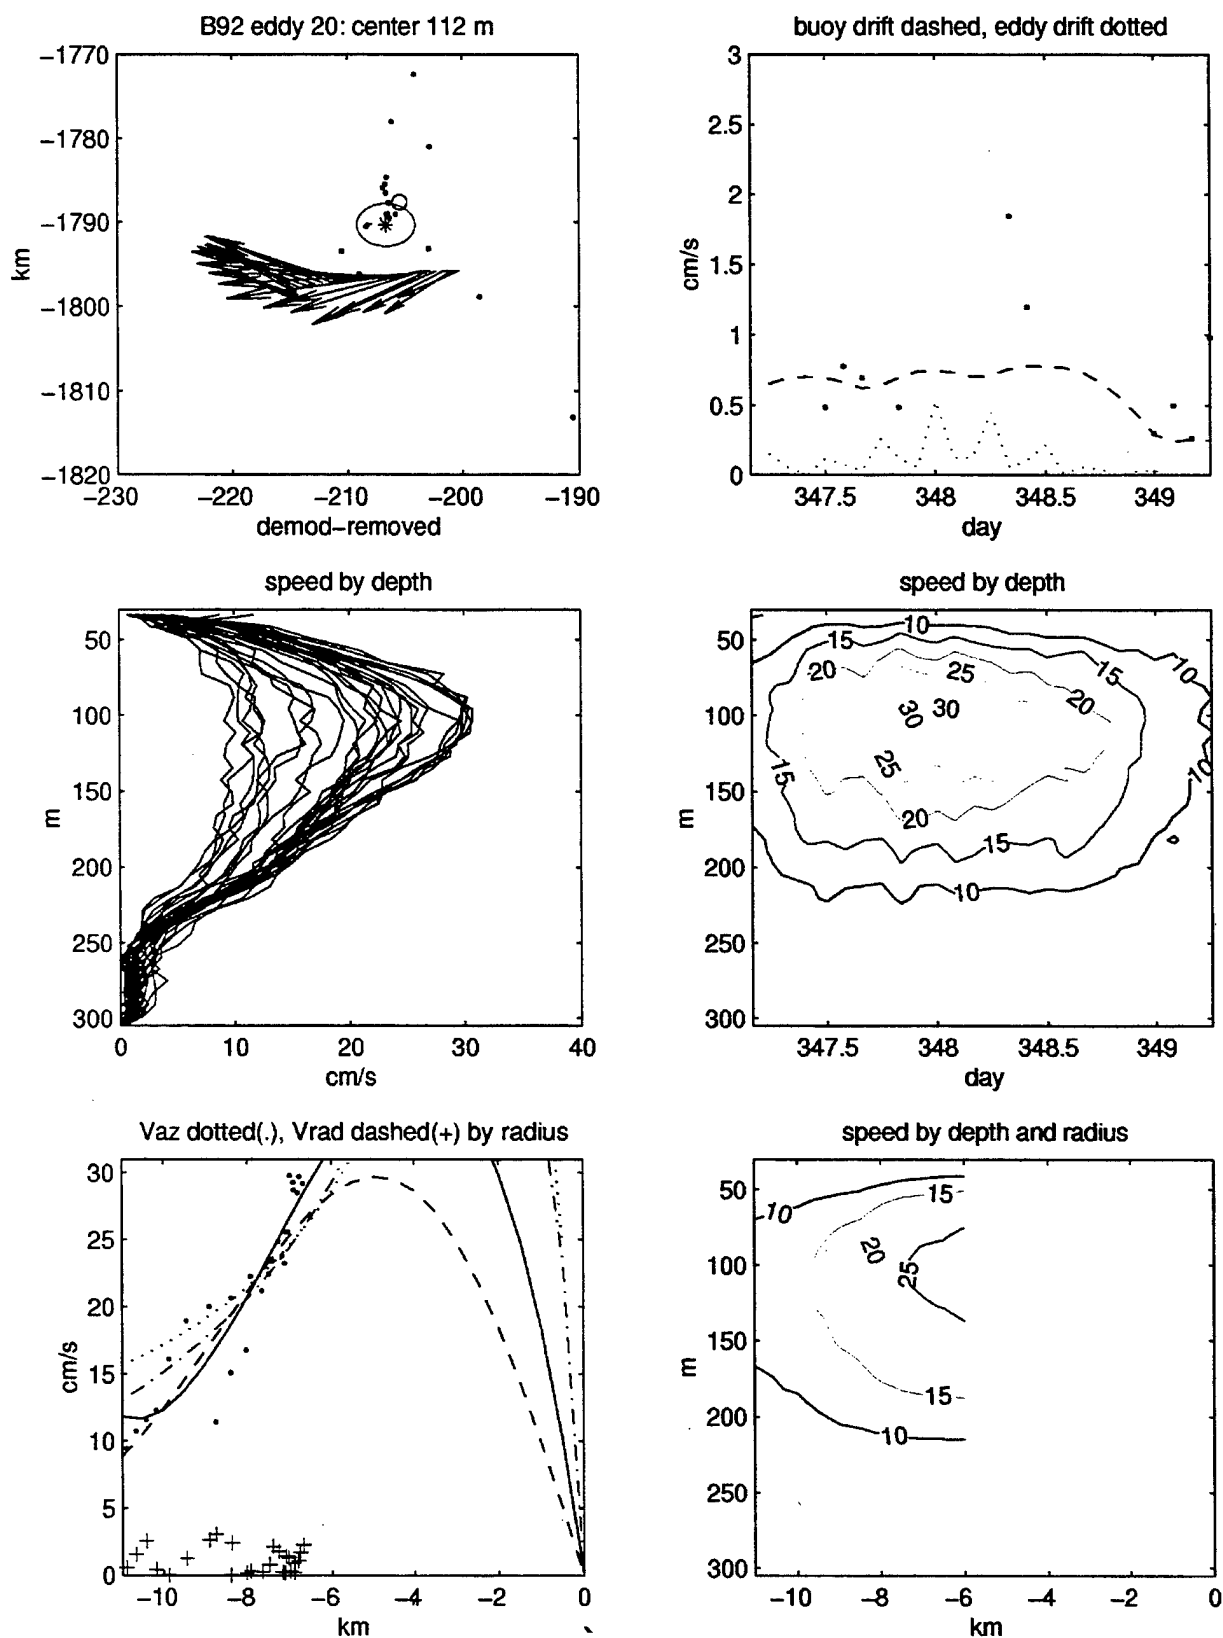 B92 eddy 20: center 112 m
−1770
−1780
−1790
−1800
−1810
−1820
km
−230 −220 −210 −200 −190
demod−removed
buoy drift dashed, eddy drift dotted
3
2.5
2
1.5
1
0.5
0
cm/s
347.5 348 348.5 349
day
speed by depth
50
100
150
200
250
300
m
0 10 20 30 40
cm/s
speed by depth
50
100
150
200
250
300
m
10
15
10
20
25
15
20
30
30
15
25
10
20
15
10
347.5 348 348.5 349
day
Vaz dotted(.), Vrad dashed(+) by radius
30
25
20
15
10
5
0
cm/s
−10 −8 −6 −4 −2 0
km
speed by depth and radius
50
100
150
200
250
300
m
10
15
20
25
15
10
−10 −8 −6 −4 −2 0
km